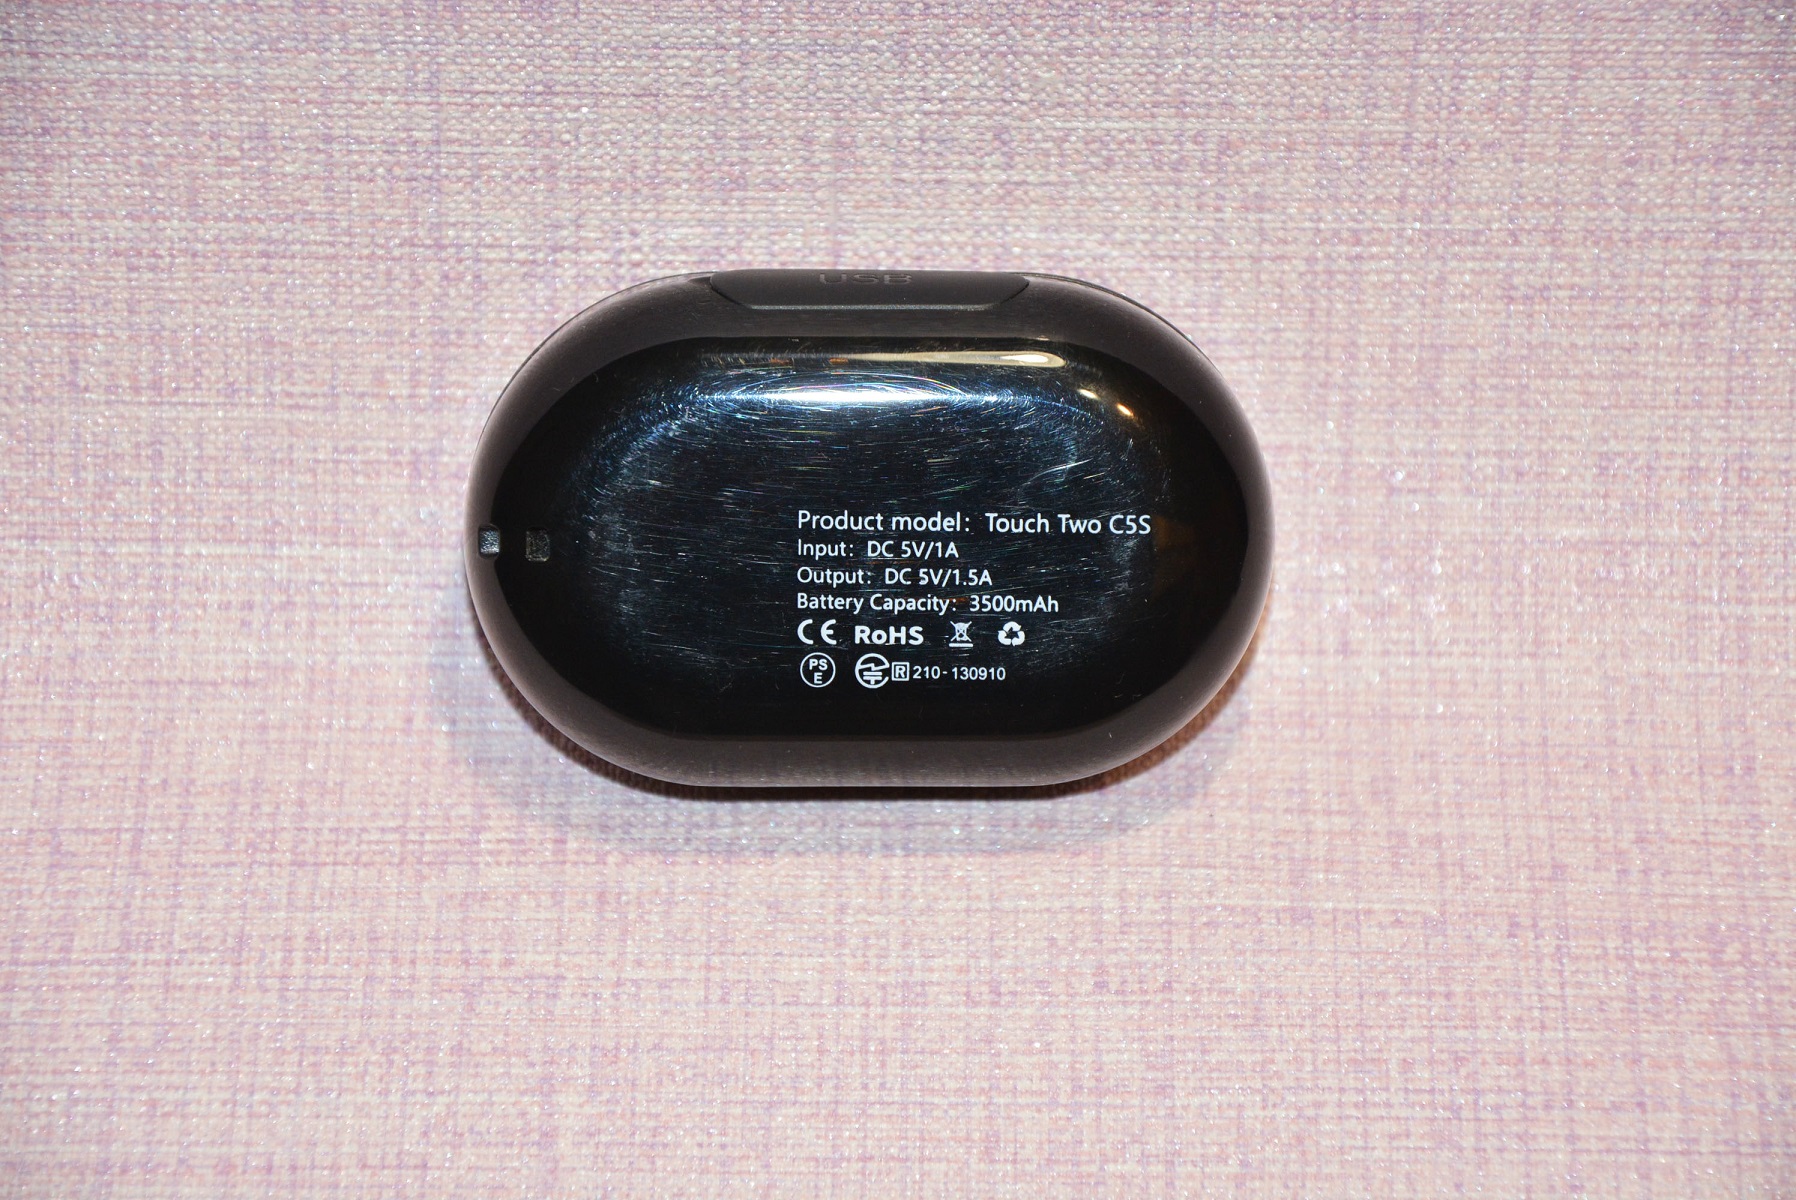 USB
Product model: Touch Two C5S
Input: DC 5V/1A
Output: DC 5V/1.5A
Battery Capacity: 3500mAh
CE RoHS
PS E R 210-130910